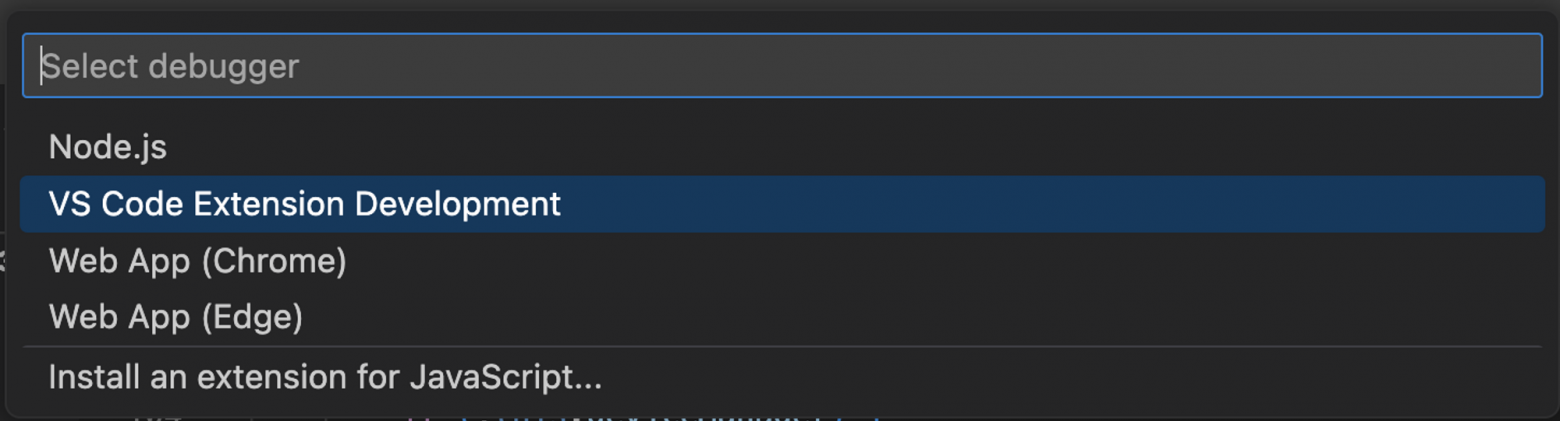 Select debugger
Node.js
VS Code Extension Development
Web App (Chrome)
Web App (Edge)
Install an extension for JavaScript...